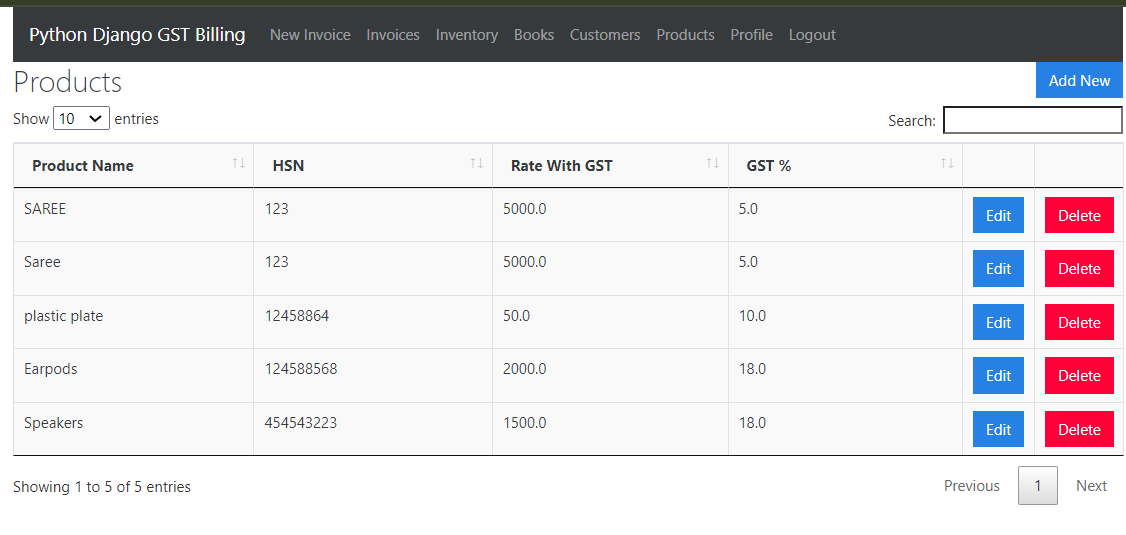 Python Django GST Billing New Invoice Invoices Inventory Books Customers Products Profile Logout
Products Add New
Show 10 entries Search:
Product Name HSN Rate With GST GST %
SAREE 123 5000.0 5.0 Edit Delete
Saree 123 5000.0 5.0 Edit Delete
plastic plate 12458864 50.0 10.0 Edit Delete
Earpods 124588568 2000.0 18.0 Edit Delete
Speakers 454543223 1500.0 18.0 Edit Delete
Showing 1 to 5 of 5 entries Previous 1 Next